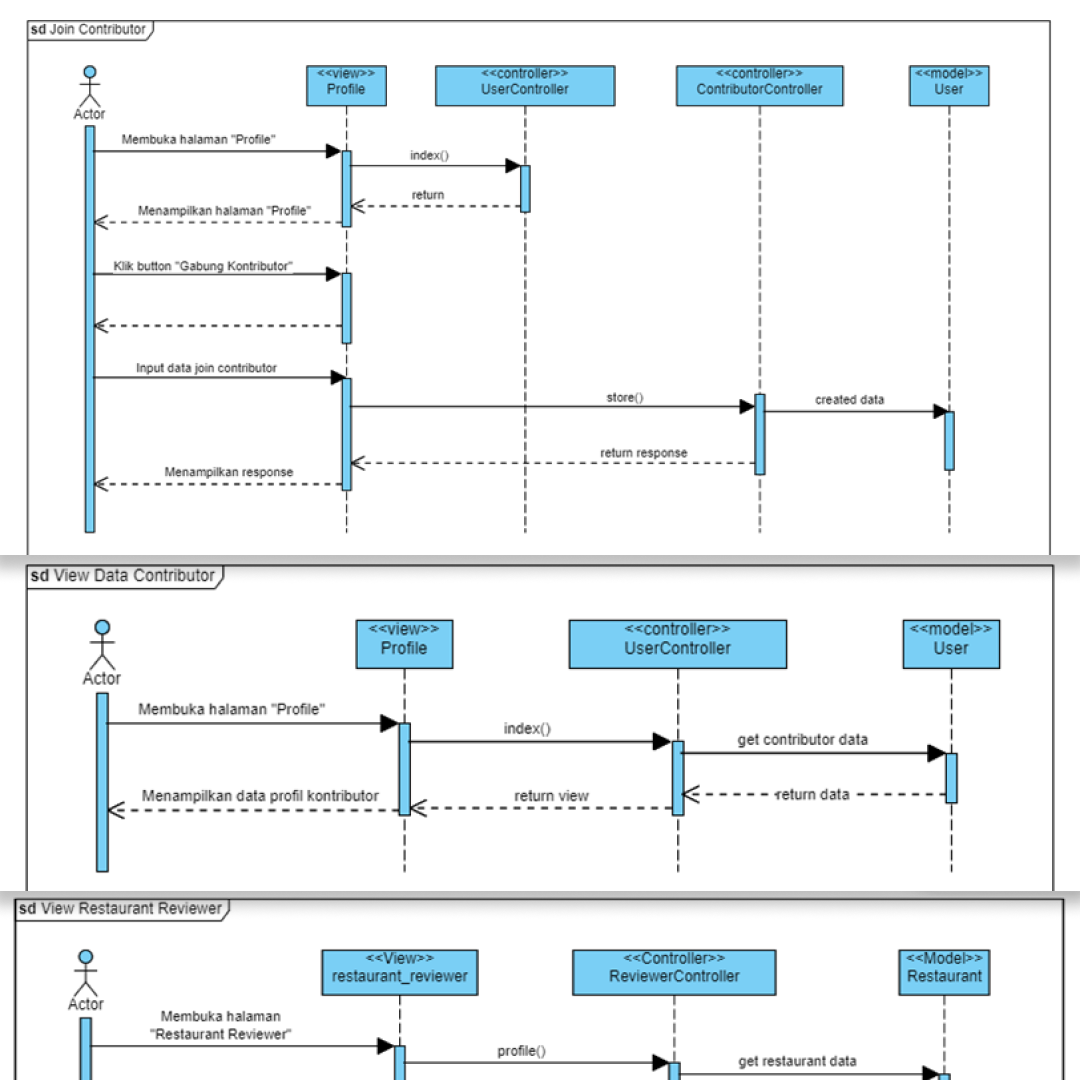 sd Join Contributor
<<view>>
Profile
<<controller>>
UserController
<<controller>>
ContributorController
<<model>>
User
Actor
Membuka halaman "Profile"
index()
return
Menampilkan halaman "Profile"
Klik button "Gabung Kontributor"
Input data join contributor
store()
created data
return response
Menampilkan response
sd View Data Contributor
<<view>>
Profile
<<controller>>
UserController
<<model>>
User
Actor
Membuka halaman "Profile"
index()
get contributor data
Menampilkan data profil kontributor
return view
return data
sd View Restaurant Reviewer
<<View>>
restaurant_reviewer
<<Controller>>
ReviewerController
<<Model>>
Restaurant
Actor
Membuka halaman
"Restaurant Reviewer"
profile()
get restaurant data